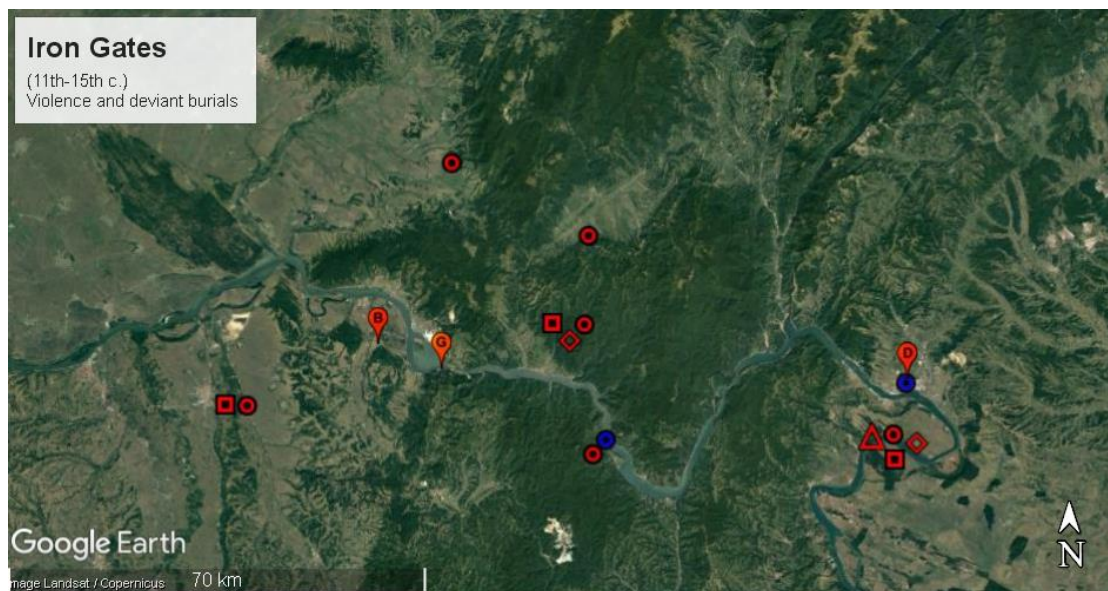 Iron Gates
(11th-15th c.)
Violence and deviant burials
B
G
D
Google Earth
N
mage Landsat / Copernicus
70 km